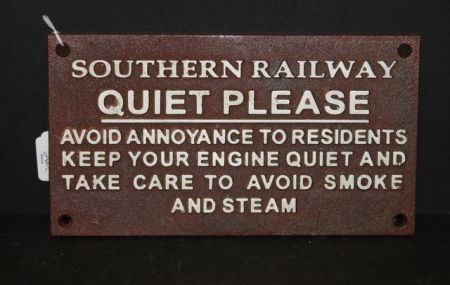 SOUTHERN RAILWAY
QUIET PLEASE
AVOID ANNOYANCE TO RESIDENTS
KEEP YOUR ENGINE QUIET AND
TAKE CARE TO AVOID SMOKE
AND STEAM